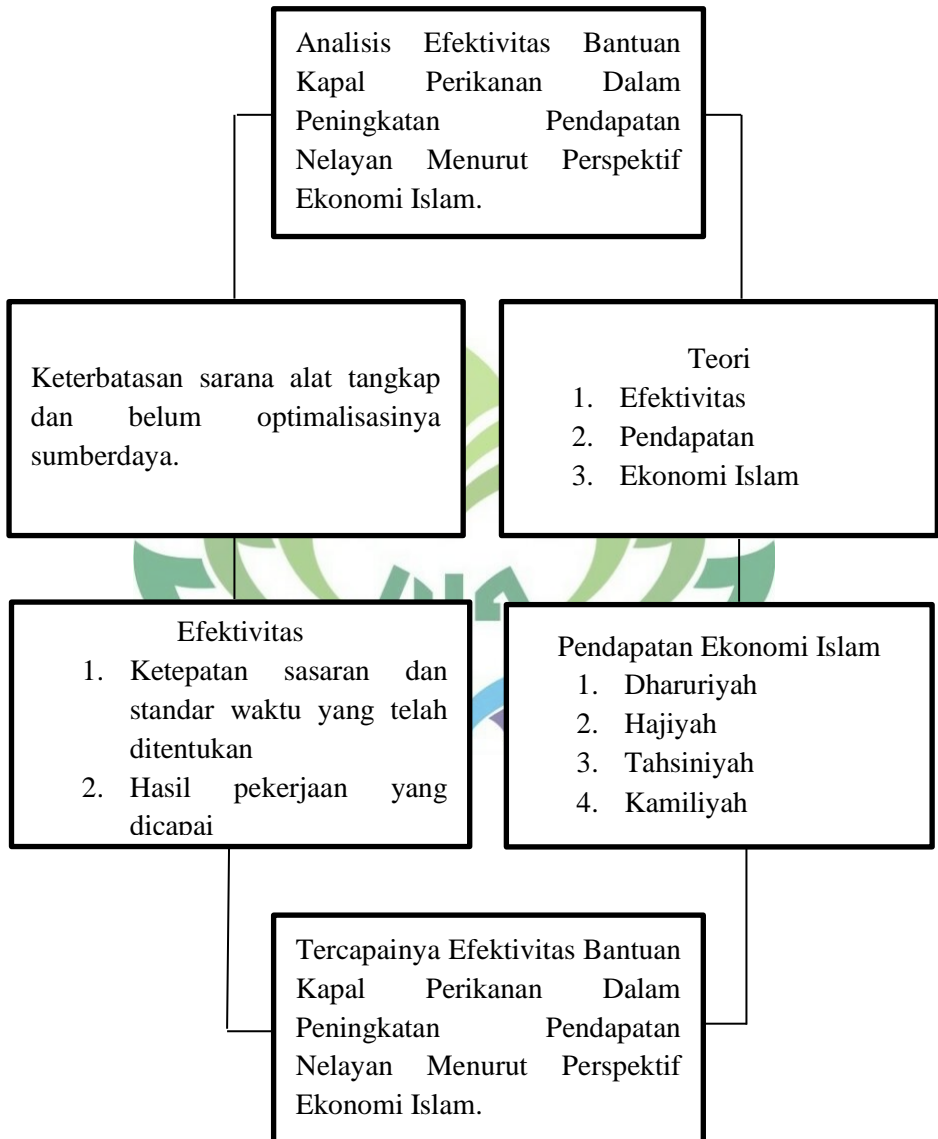 Analisis Efektivitas Bantuan
Kapal Perikanan Dalam
Peningkatan Pendapatan
Nelayan Menurut Perspektif
Ekonomi Islam.
Keterbatasan sarana alat tangkap
dan belum optimalisasinya
sumberdaya.
Teori
1. Efektivitas
2. Pendapatan
3. Ekonomi Islam
Efektivitas
1. Ketepatan sasaran dan
standar waktu yang telah
ditentukan
2. Hasil pekerjaan yang
dicapai
Pendapatan Ekonomi Islam
1. Dharuriyah
2. Hajiyah
3. Tahsiniyah
4. Kamiliyah
Tercapainya Efektivitas Bantuan
Kapal Perikanan Dalam
Peningkatan Pendapatan
Nelayan Menurut Perspektif
Ekonomi Islam.